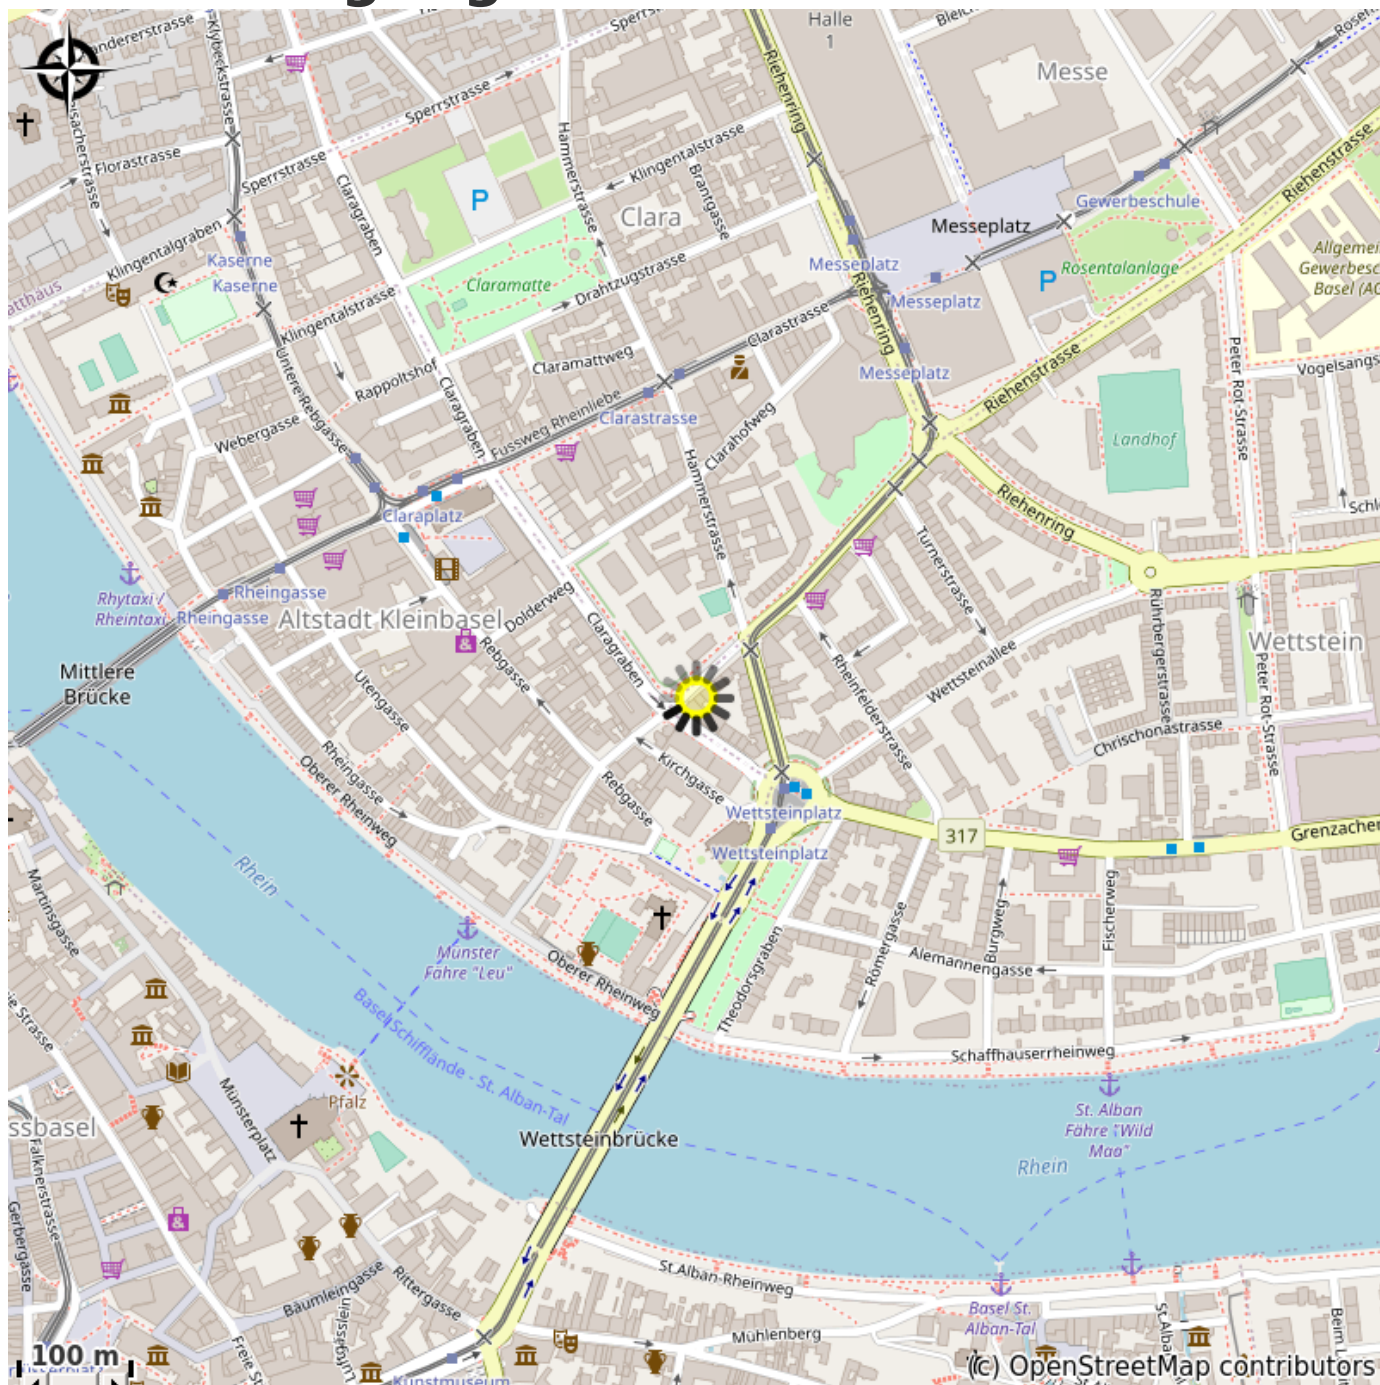 Halle
1
Messe
Sperrstrasse
Klybeckstrasse
Florastrasse
Sperrstrasse
Claragraben
Hammerstrasse
Klingentalstrasse
Brantgasse
Clara
Riehenring
Riehenstrasse
Gewerbeschule
Messeplatz
Rosentalanlage
Klingentalgraben
Kaserne
Kaserne
Claramatte
Drahtzugstrasse
Messeplatz
Messeplatz
Riehenring
Messeplatz
Klingentalstrasse
Untere Rebgasse
Rappoltshof
Claramattweg
Clarastrasse
Clarastrasse
Fussweg Rheinliebe
Claragraben
Webergasse
Clarahofweg
Hammerstrasse
Riehenstrasse
Peter Rot-Strasse
Landhof
Riehenring
Claraplatz
Turnerstrasse
Rhytaxi /
Rheintaxi
Rheingasse
Rheingasse
Altstadt Kleinbasel
Dolderweg
Claragraben
Rebgasse
Utengasse
Rheinfelderstrasse
Wettsteinallee
Rührbergerstrasse
Wettstein
Peter Rot-Strasse
Chrischonastrasse
Mittlere
Brücke
Rheingasse
Oberer Rheinweg
Kirchgasse
Rebgasse
Wettsteinplatz
Wettsteinplatz
317
Rhein
Martinsgasse
Münster
Fähre "Leu"
Oberer Rheinweg
Theodorsgraben
Römergasse
Burgweg
Fischerweg
Alemannengasse
Schaffhauserrheinweg
Basel Schifflände - St. Alban-Tal
Pfalz
Münsterplatz
Wettsteinbrücke
St. Alban
Fähre "Wild
Maa"
Rhein
Falknerstrasse
Gerbergasse
Bäumleingasse
Rittergasse
St.Alban-Rheinweg
Mühlenberg
Basel St.
Alban-Tal
Kunstmuseum
100 m
(c) OpenStreetMap contributors